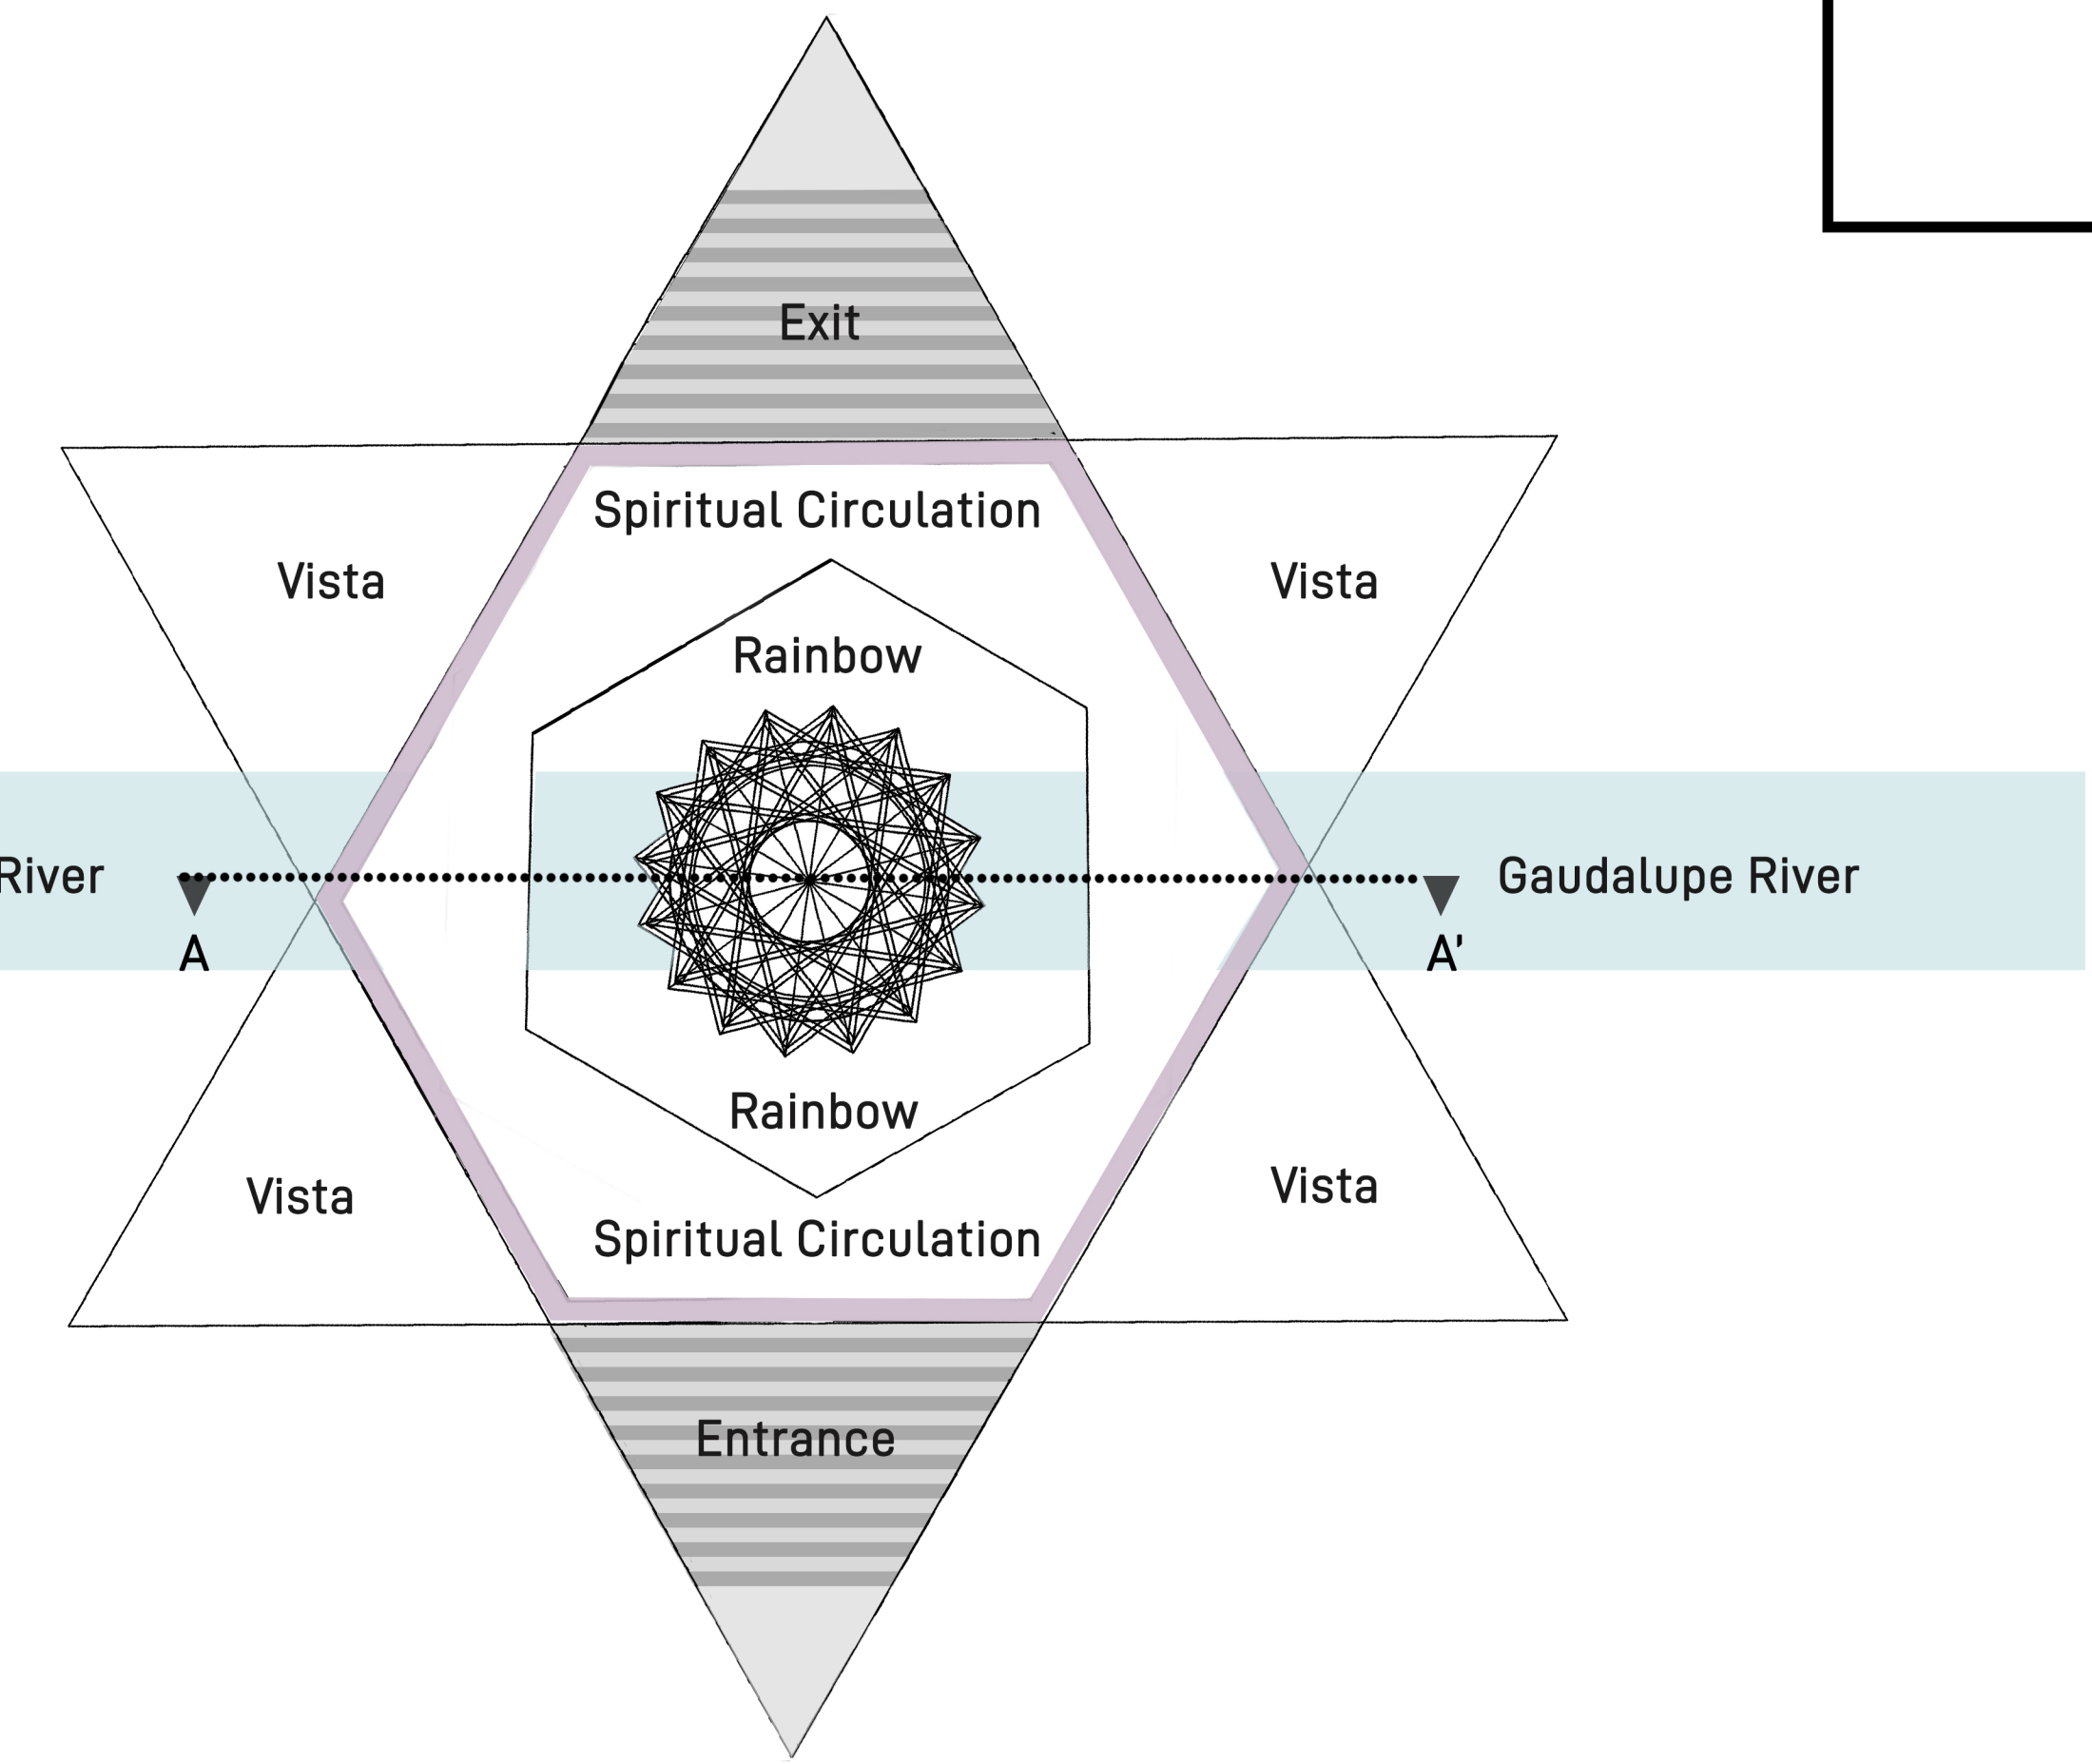 Exit
Spiritual Circulation
Vista
Vista
Rainbow
River
Gaudalupe River
A
A'
Rainbow
Vista
Vista
Spiritual Circulation
Entrance